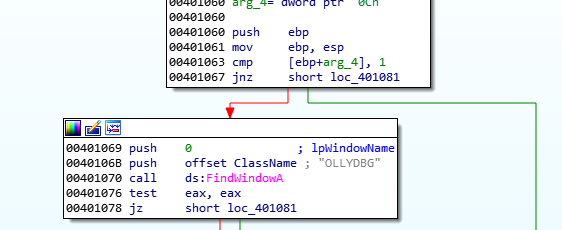 00401060 arg_4= dword ptr  0Ch
00401060
00401060 push    ebp
00401061 mov     ebp, esp
00401063 cmp     [ebp+arg_4], 1
00401067 jnz     short loc_401081
00401069 push    0               ; lpWindowName
0040106B push    offset ClassName ; "OLLYDBG"
00401070 call    ds:FindWindowA
00401076 test    eax, eax
00401078 jz      short loc_401081